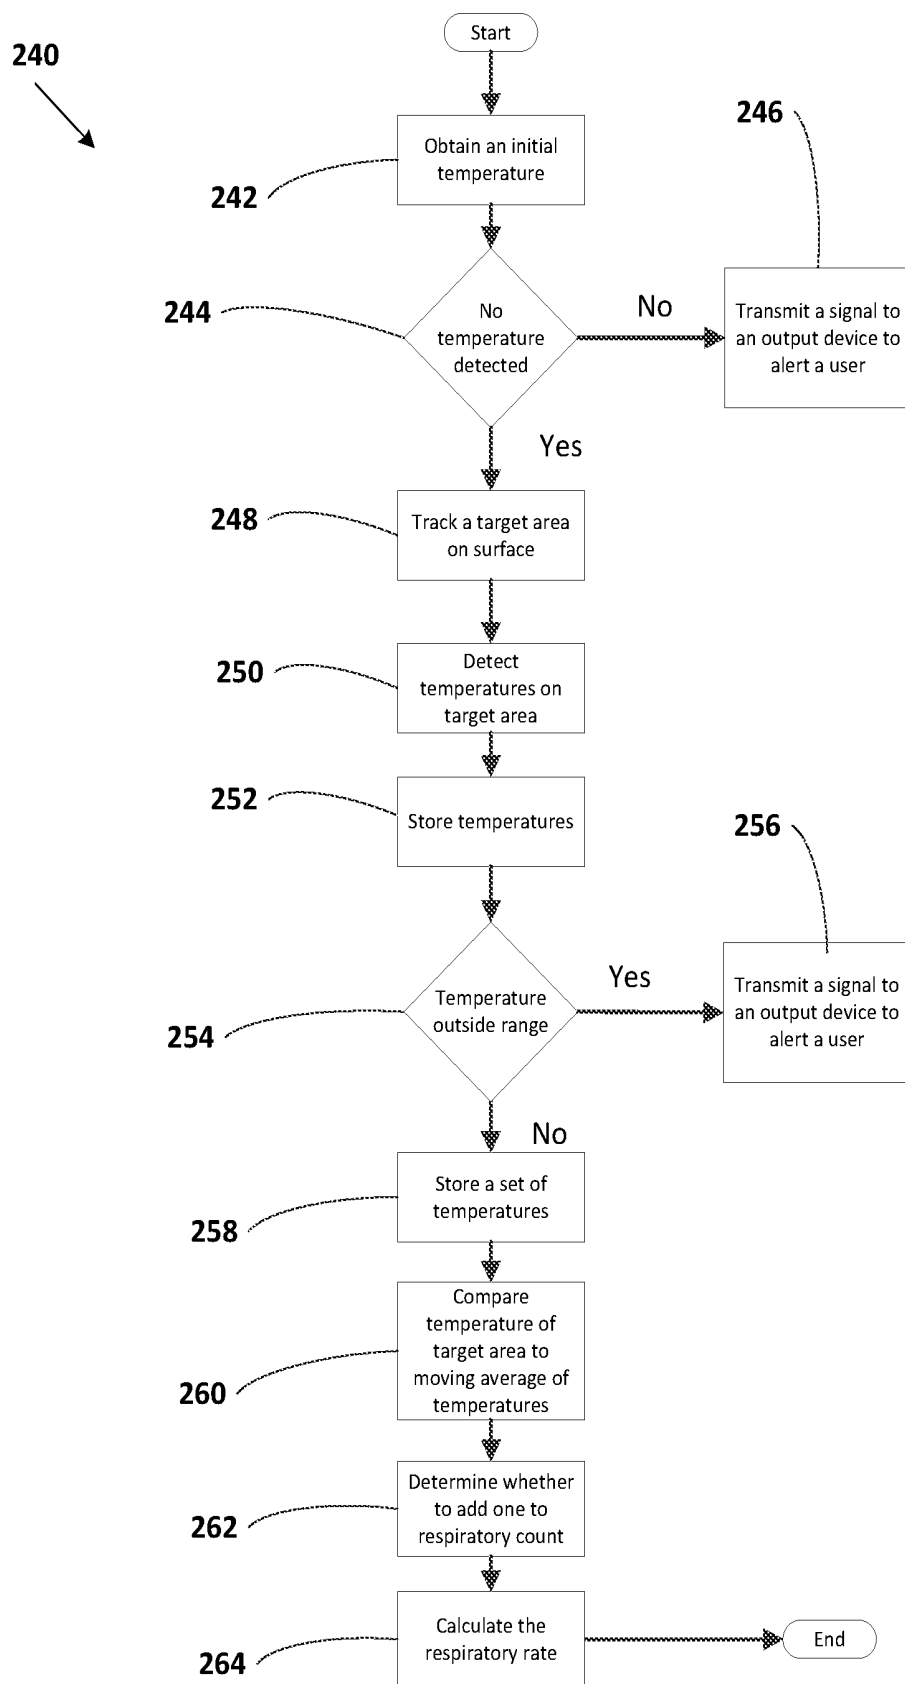 Start
240
Obtain an initial
temperature
242
246
No
temperature
detected
244
No
Transmit a signal to
an output device to
alert a user
Yes
Track a target area
on surface
248
Detect
temperatures on
target area
250
Store temperatures
252
256
Temperature
outside range
254
Yes
Transmit a signal to
an output device to
alert a user
No
Store a set of
temperatures
258
Compare
temperature of
target area to
moving average of
temperatures
260
Determine whether
to add one to
respiratory count
262
Calculate the
respiratory rate
264
End